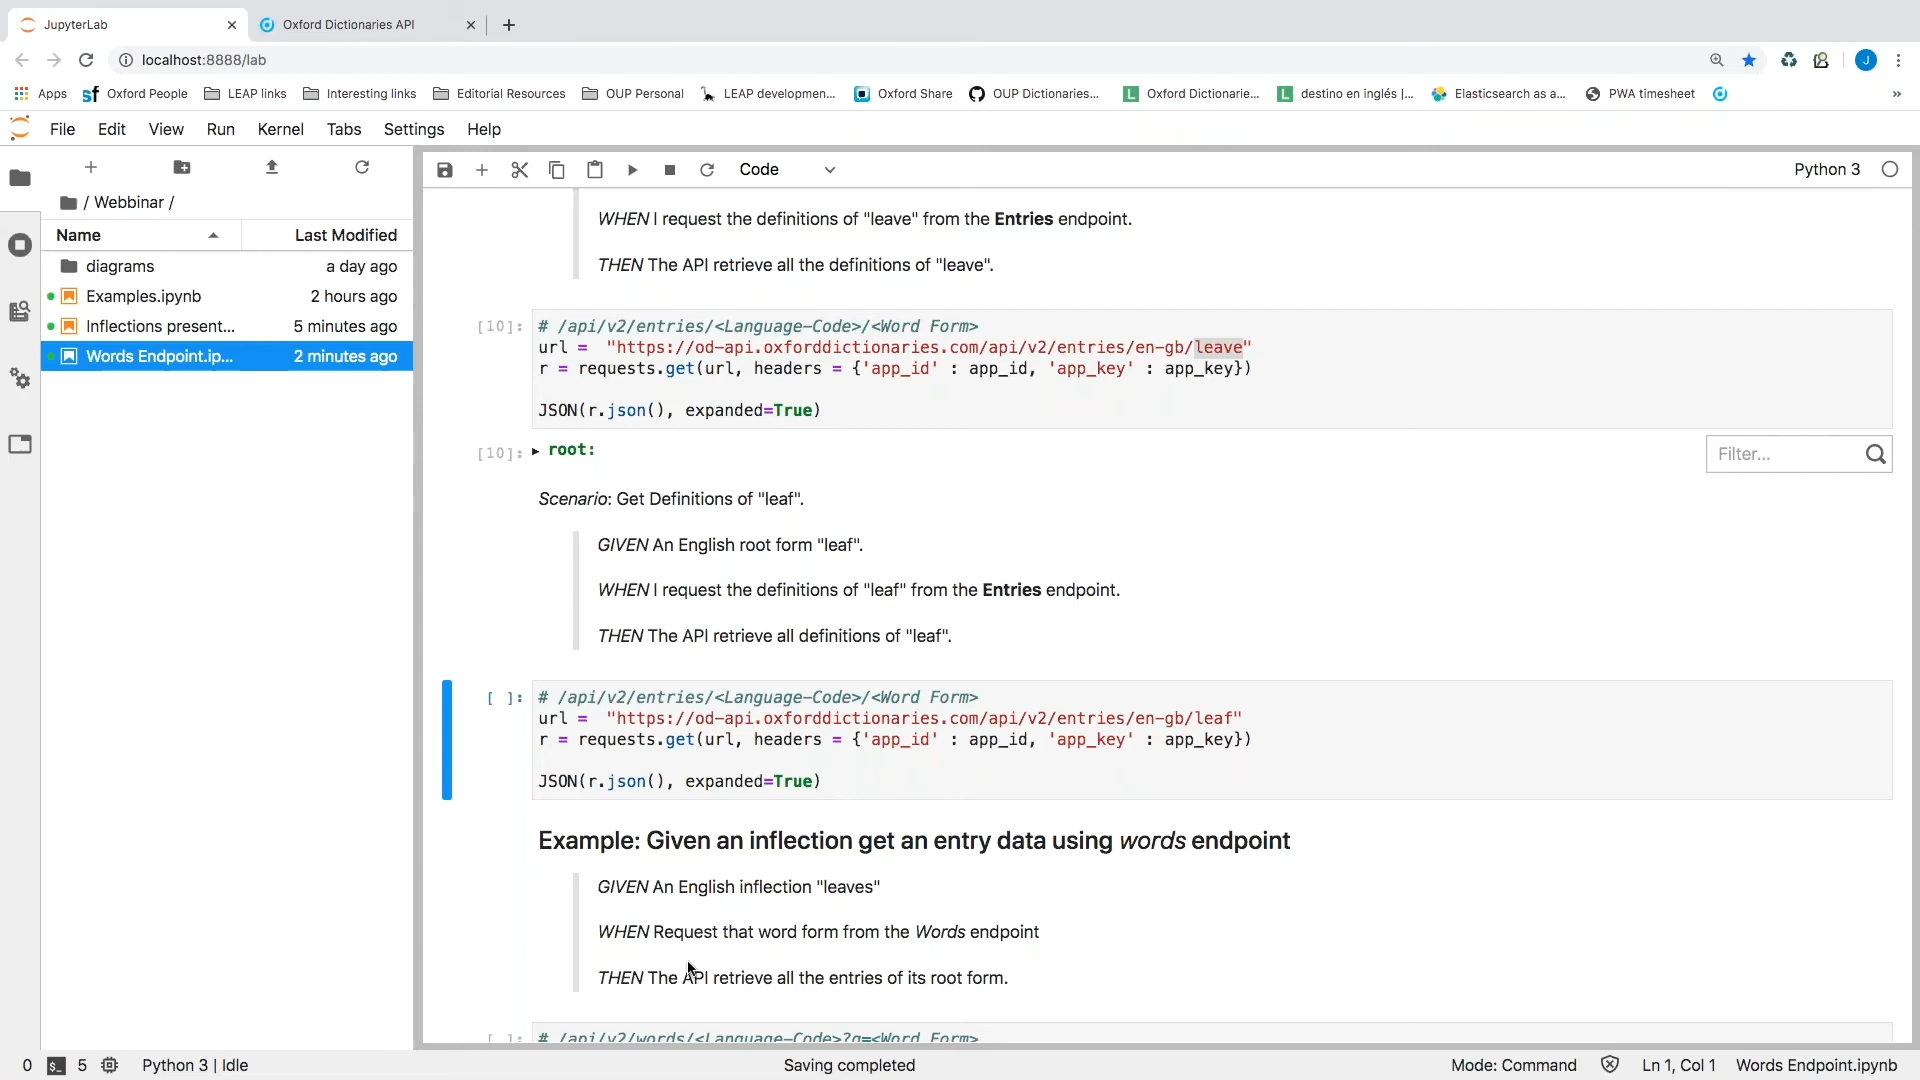 JupyterLab
Oxford Dictionaries API
localhost:8888/lab
J
Apps
Oxford People
LEAP links
Interesting links
Editorial Resources
OUP Personal
LEAP developmen...
Oxford Share
OUP Dictionaries...
Oxford Dictionarie...
destino en inglés |...
Elasticsearch as a...
PWA timesheet
»
File Edit View Run Kernel Tabs Settings Help
Code
Python 3
/ Webbinar /
Name Last Modified
diagrams a day ago
Examples.ipynb 2 hours ago
Inflections present... 5 minutes ago
Words Endpoint.ip... 2 minutes ago
WHEN I request the definitions of "leave" from the Entries endpoint.
THEN The API retrieve all the definitions of "leave".
[10]: # /api/v2/entries/<Language-Code>/<Word Form>
url = "https://od-api.oxforddictionaries.com/api/v2/entries/en-gb/leave"
r = requests.get(url, headers = {'app_id' : app_id, 'app_key' : app_key})
JSON(r.json(), expanded=True)
[10]: ▸ root:
Filter...
Scenario: Get Definitions of "leaf".
GIVEN An English root form "leaf".
WHEN I request the definitions of "leaf" from the Entries endpoint.
THEN The API retrieve all definitions of "leaf".
[ ]: # /api/v2/entries/<Language-Code>/<Word Form>
url = "https://od-api.oxforddictionaries.com/api/v2/entries/en-gb/leaf"
r = requests.get(url, headers = {'app_id' : app_id, 'app_key' : app_key})
JSON(r.json(), expanded=True)
Example: Given an inflection get an entry data using words endpoint
GIVEN An English inflection "leaves"
WHEN Request that word form from the Words endpoint
THEN The API retrieve all the entries of its root form.
[ ]: # /api/v2/words/<Language-Code>?q=<Word Form>
0 $_ 5 Python 3 | Idle
Saving completed
Mode: Command
Ln 1, Col 1
Words Endpoint.ipynb